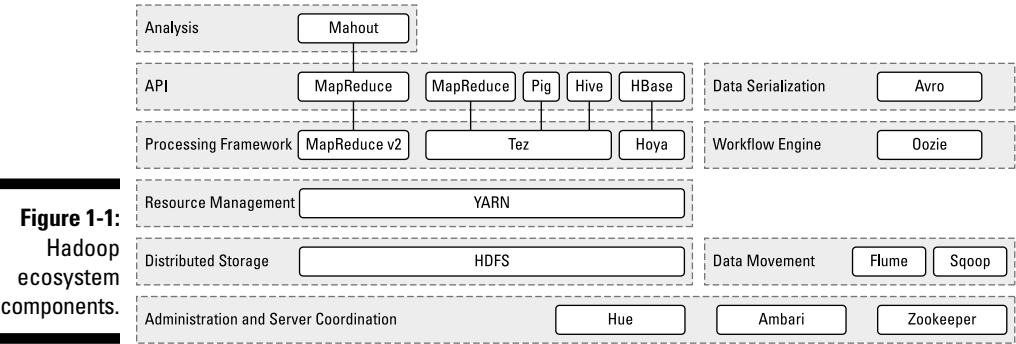 Analysis Mahout
API MapReduce MapReduce Pig Hive HBase Data Serialization Avro
Processing Framework MapReduce v2 Tez Hoya Workflow Engine Oozie
Resource Management YARN
Figure 1-1:
Hadoop
ecosystem
components.
Distributed Storage HDFS Data Movement Flume Sqoop
Administration and Server Coordination Hue Ambari Zookeeper